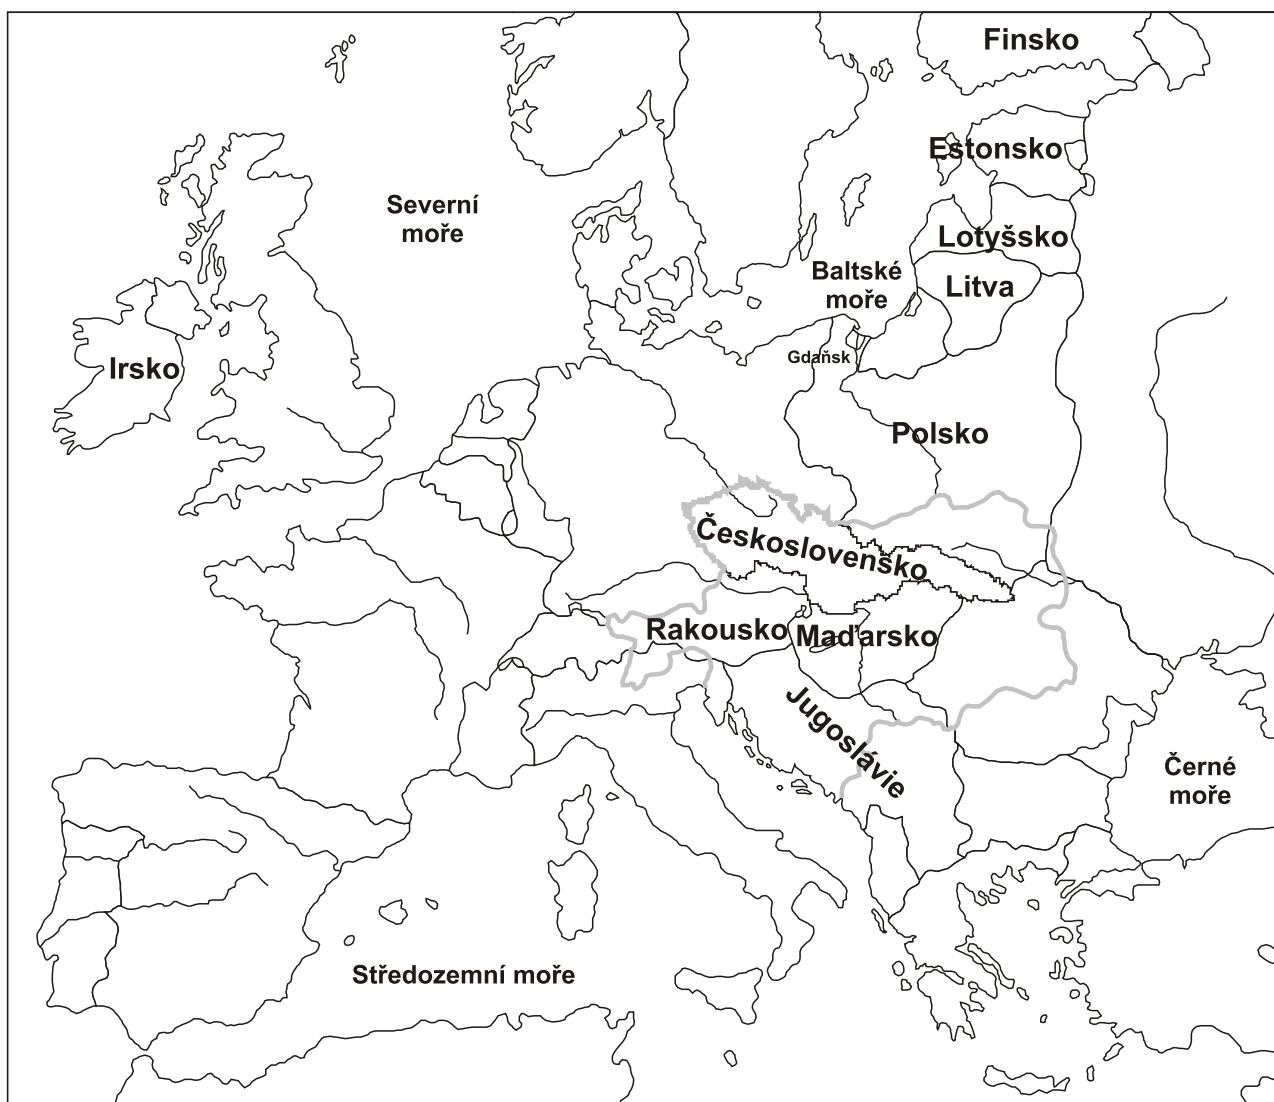 Finsko
Estonsko
Severní
moře
Lotyšsko
Baltské
moře
Litva
Gdaňsk
Irsko
Polsko
Československo
Rakousko
Maďarsko
Jugoslávie
Černé
moře
Středozemní moře